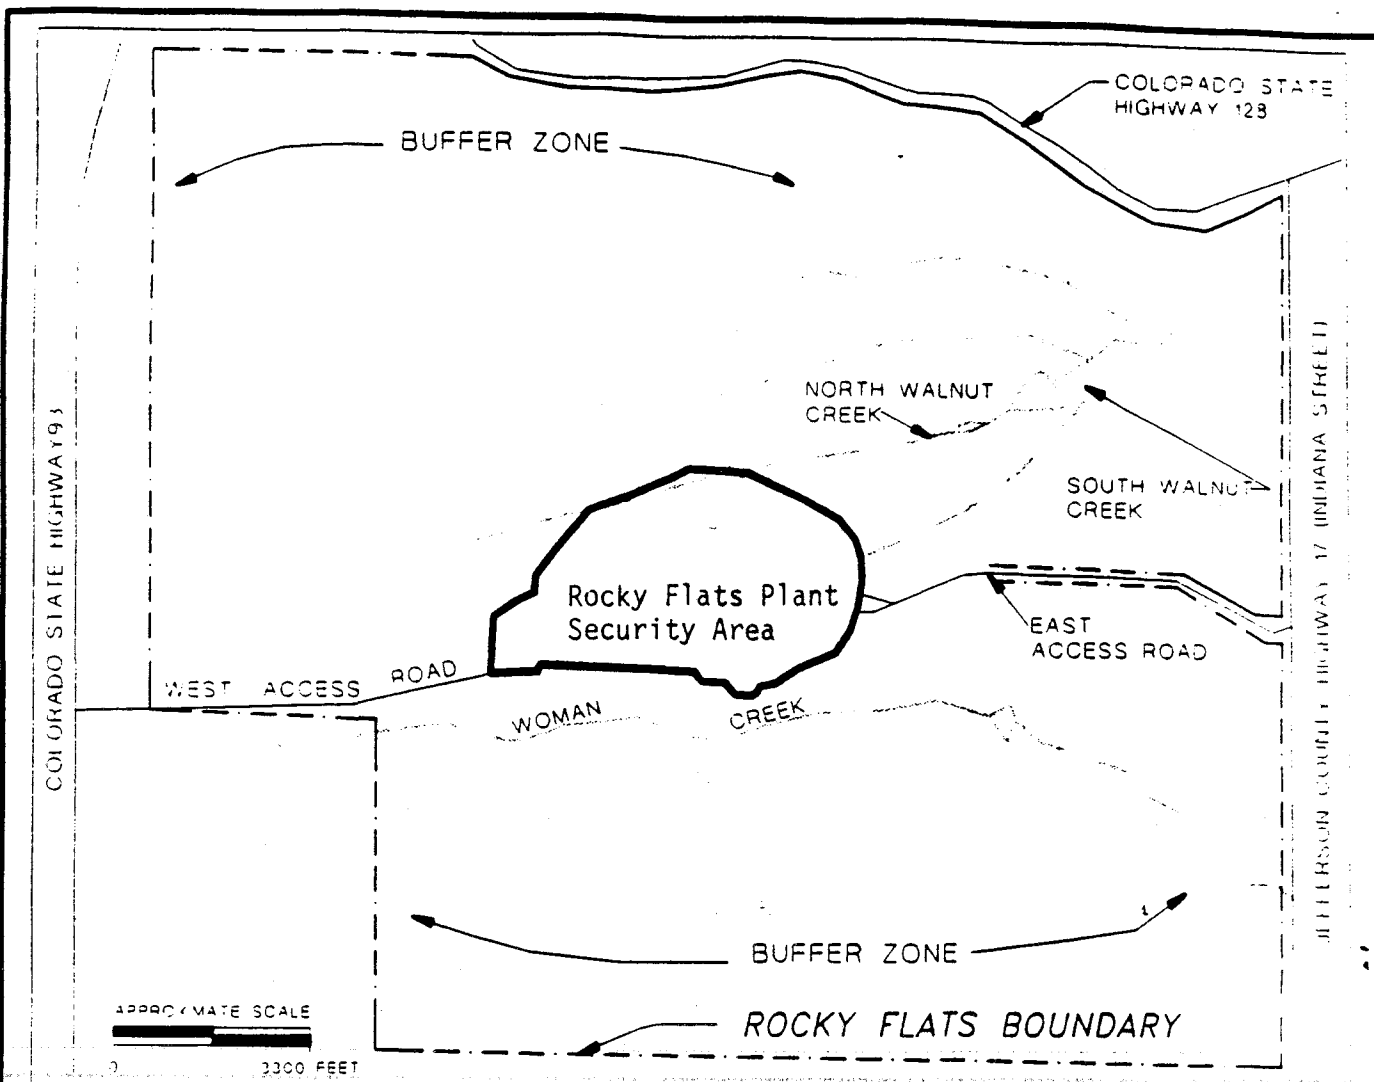 COLORADO STATE
HIGHWAY 128
BUFFER ZONE
NORTH WALNUT
CREEK
SOUTH WALNUT
CREEK
COLORADO STATE HIGHWAY 93
JEFFERSON COUNTY HIGHWAY 17 (INDIANA STREET)
Rocky Flats Plant
Security Area
EAST
ACCESS ROAD
WEST ACCESS ROAD
WOMAN CREEK
BUFFER ZONE
ROCKY FLATS BOUNDARY
APPROXIMATE SCALE
0 3300 FEET